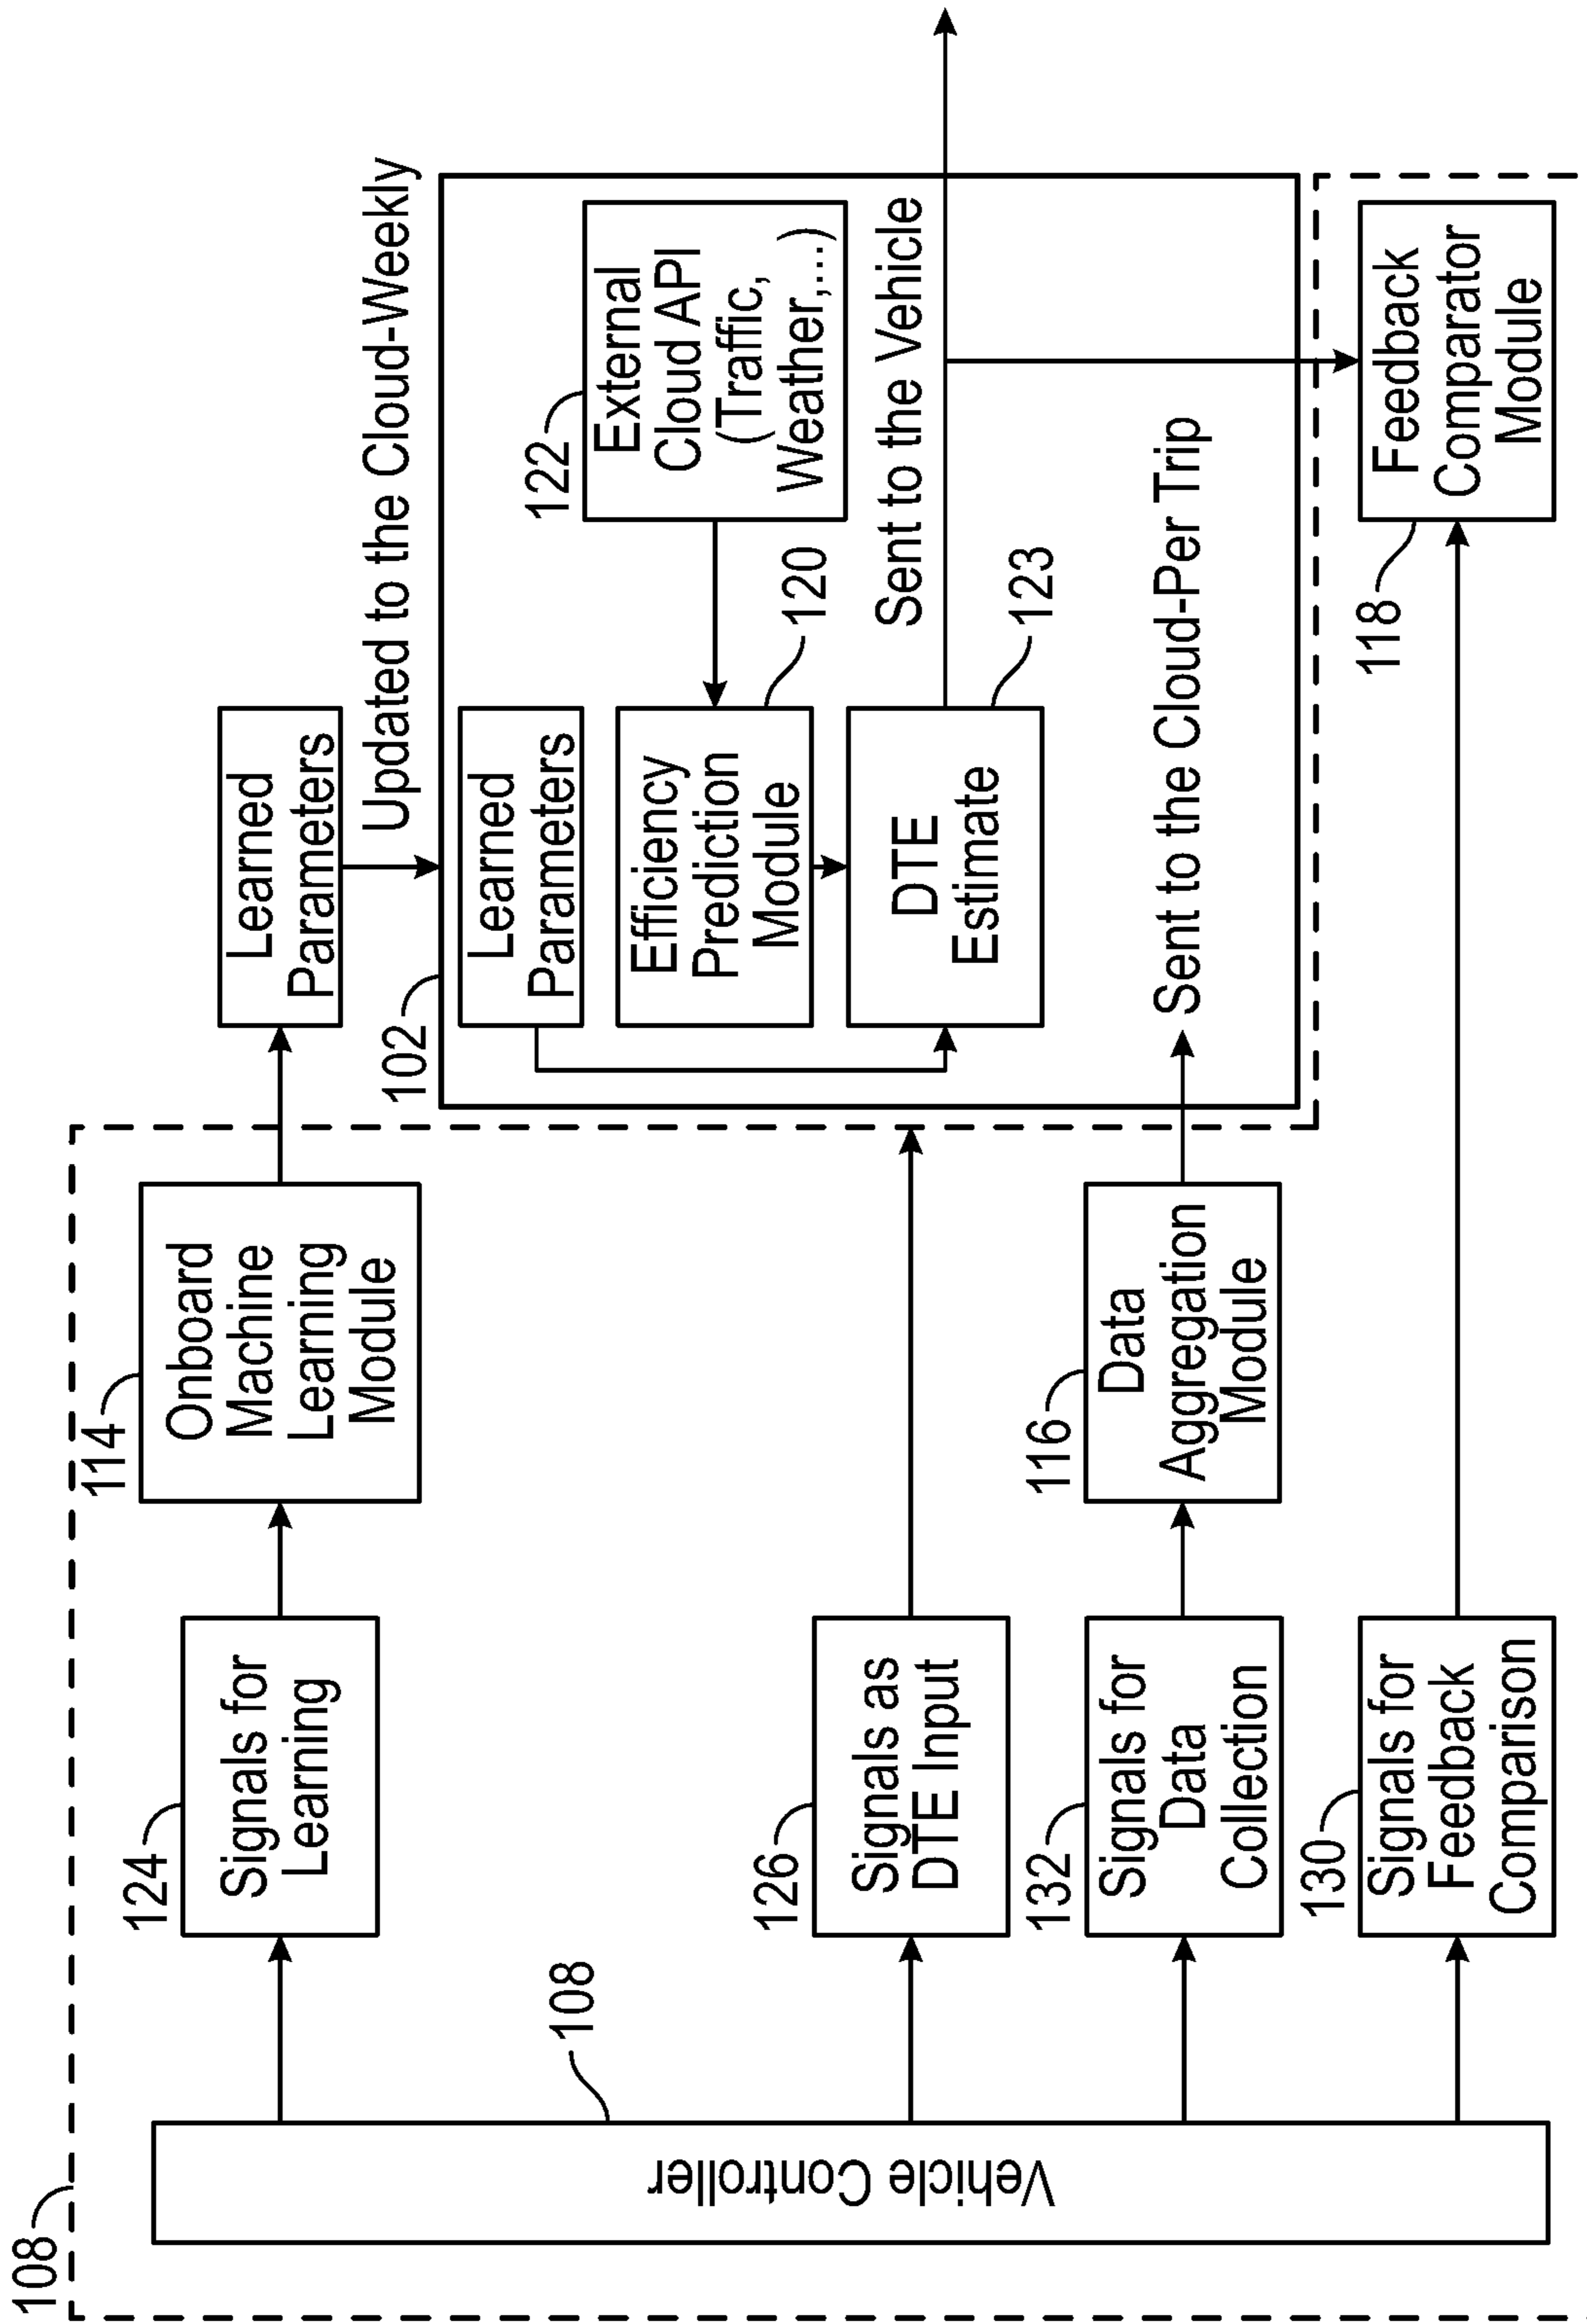 108
Vehicle Controller
108
124
Signals for
Learning
114
Onboard
Machine
Learning
Module
Learned
Parameters
Updated to the Cloud-Weekly
102
Learned
Parameters
Efficiency
Prediction
Module
120
122
External
Cloud API
(Traffic,
Weather,...)
DTE
Estimate
123
Sent to the Vehicle
126
Signals as
DTE Input
132
Signals for
Data
Collection
116
Data
Aggregation
Module
Sent to the Cloud-Per Trip
130
Signals for
Feedback
Comparison
118
Feedback
Comparator
Module